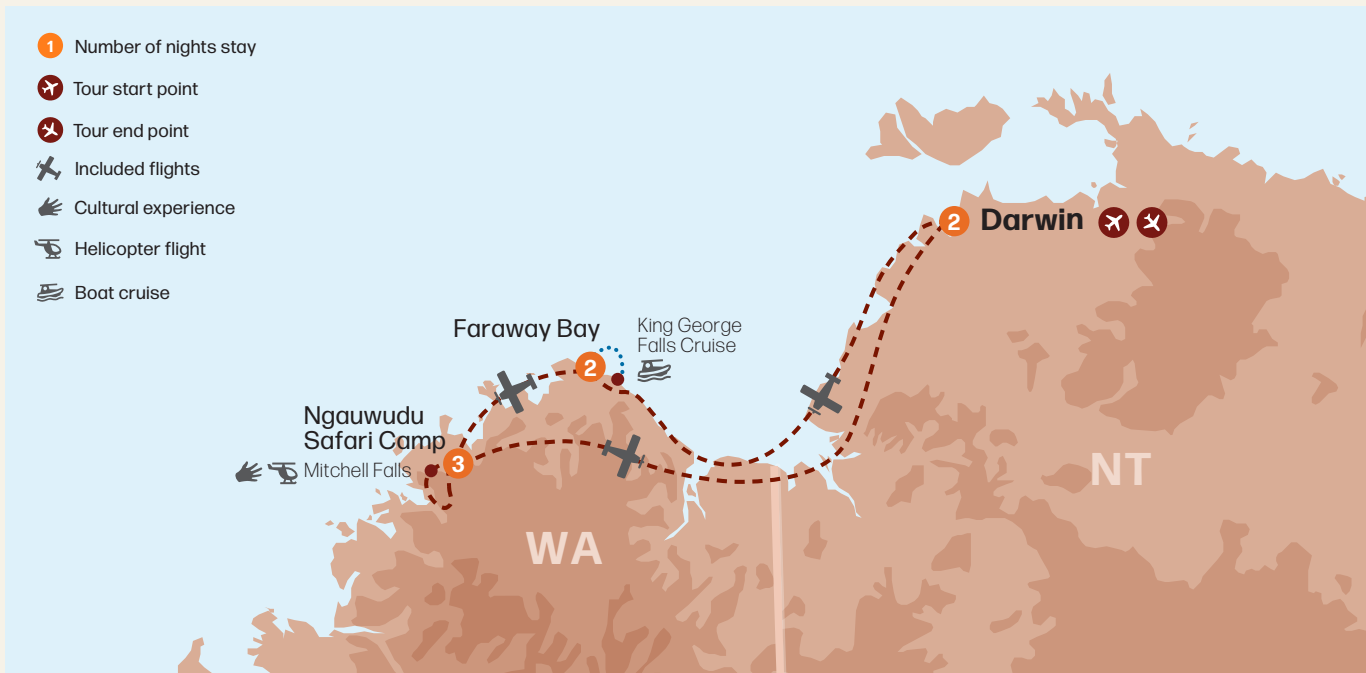 1 Number of nights stay
Tour start point
Tour end point
Included flights
Cultural experience
Helicopter flight
Boat cruise
2 Darwin
Faraway Bay
2
King George
Falls Cruise
Ngauwudu
Safari Camp
3
Mitchell Falls
WA
NT